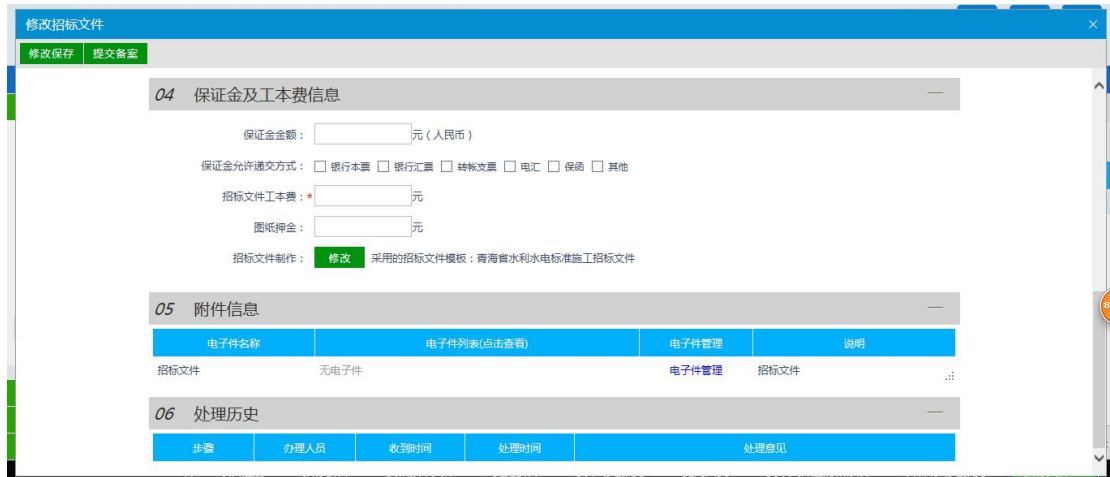 修改招标文件
修改保存 提交备案
04 保证金及工本费信息
保证金金额： 元（人民币）
保证金允许递交方式： 银行本票 银行汇票 转帐支票 电汇 保函 其他
招标文件工本费：* 元
图纸押金： 元
招标文件制作： 修改 采用的招标文件模板：青海省水利水电标准施工招标文件
05 附件信息
电子件名称 电子件列表(点击查看) 电子件管理 说明
招标文件 无电子件 电子件管理 招标文件
06 处理历史
步骤 办理人员 收到时间 处理时间 处理意见